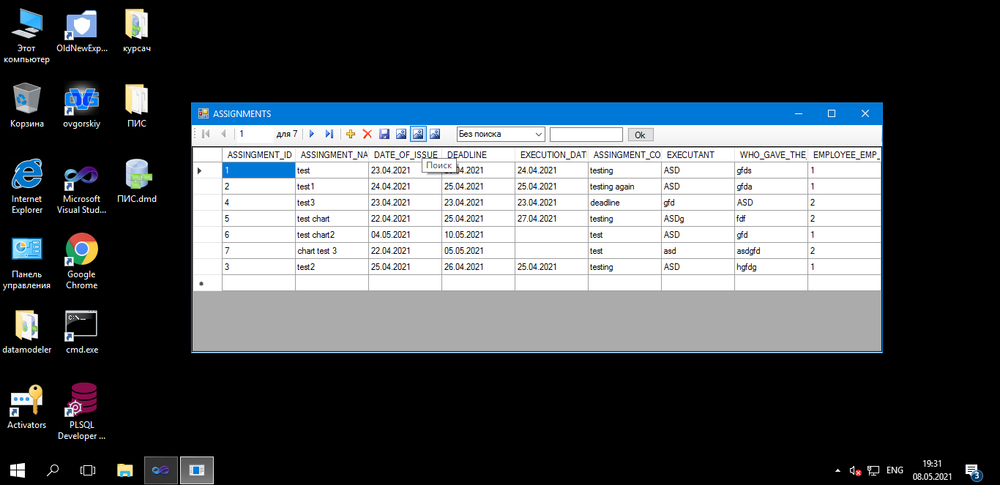 Этот
компьютер
OldNewExp...
курсач
Корзина
ovgorskiy
ПИС
Internet
Explorer
Microsoft
Visual Stud...
ПИС.dmd
Панель
управления
Google
Chrome
datamodeler
C:\_
cmd.exe
Activators
PLSQL
Developer ...
ASSIGNMENTS
1 для 7 Без поиска Ok
ASSINGMENT_ID ASSINGMENT_NA DATE_OF_ISSUE DEADLINE EXECUTION_DAT ASSINGMENT_CO EXECUTANT WHO_GAVE_THE_ EMPLOYEE_EMP_
Поиск
1 test 23.04.2021 .04.2021 24.04.2021 testing ASD gfds 1
2 test1 24.04.2021 25.04.2021 25.04.2021 testing again ASD gfda 1
4 test3 23.04.2021 23.04.2021 23.04.2021 deadline gfd ASD 2
5 test chart 22.04.2021 25.04.2021 27.04.2021 testing ASDg fdf 2
6 test chart2 04.05.2021 10.05.2021 test ASD gfd 1
7 chart test 3 22.04.2021 05.05.2021 test asd asdgfd 2
3 test2 25.04.2021 26.04.2021 25.04.2021 testing ASD hgfdg 1
ENG
19:31
08.05.2021
3